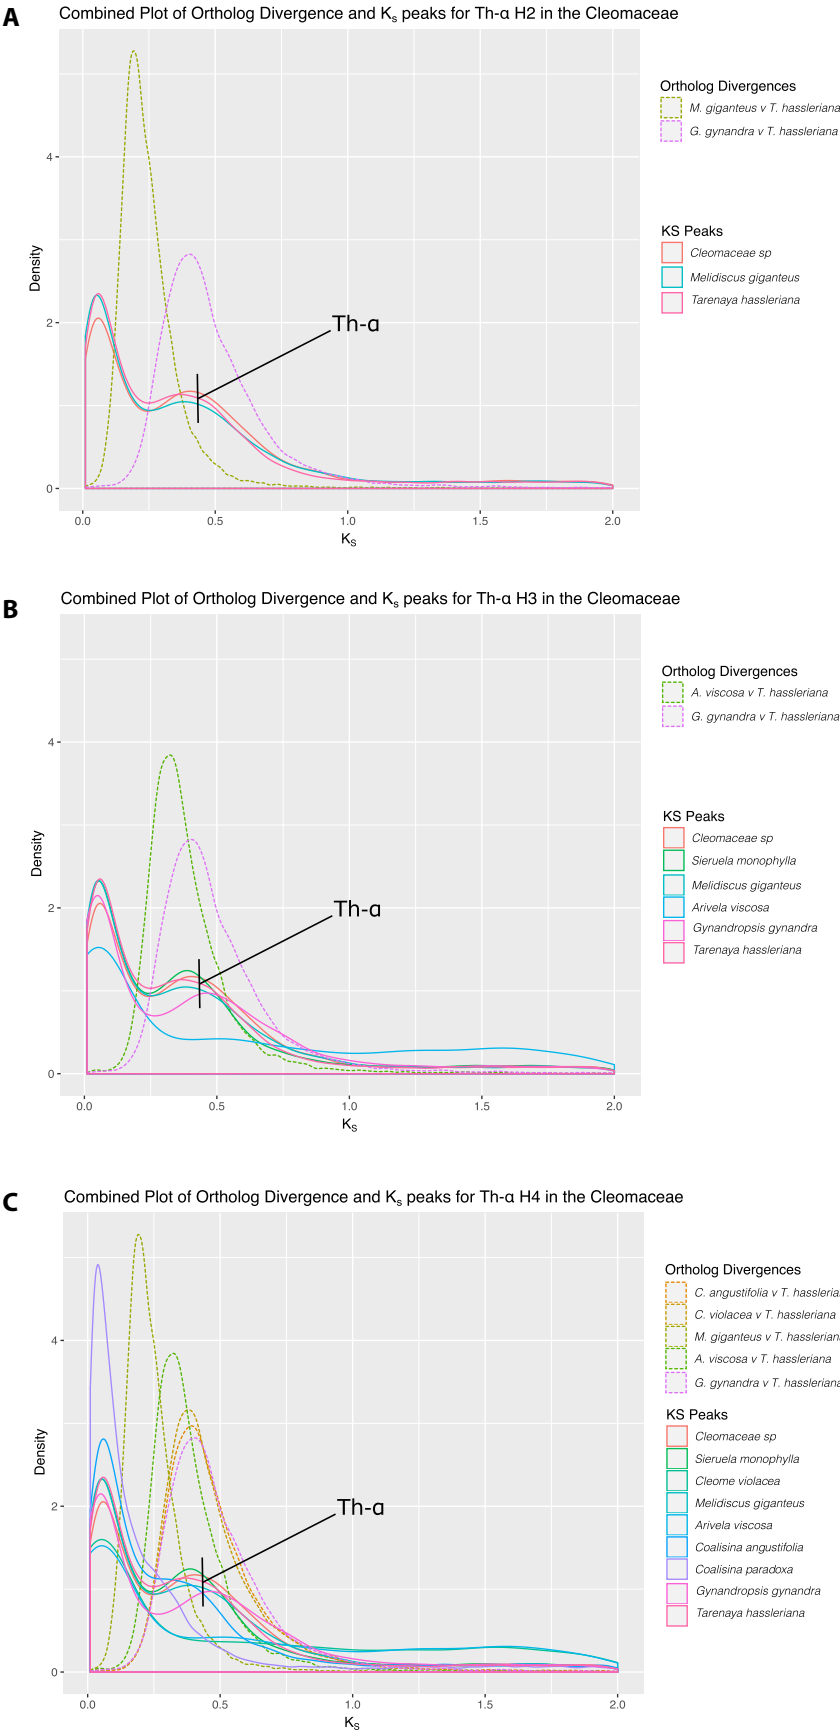 A
Combined Plot of Ortholog Divergence and Ks peaks for Th-ɑ H2 in the Cleomaceae
Ortholog Divergences
M. giganteus v T. hassleriana
G. gynandra v T. hassleriana
KS Peaks
Cleomaceae sp
Melidiscus giganteus
Tarenaya hassleriana
Th-ɑ
Density
4
2
0
0.0 0.5 1.0 1.5 2.0
KS
B
Combined Plot of Ortholog Divergence and Ks peaks for Th-ɑ H3 in the Cleomaceae
Ortholog Divergences
A. viscosa v T. hassleriana
G. gynandra v T. hassleriana
KS Peaks
Cleomaceae sp
Sieruela monophylla
Melidiscus giganteus
Arivela viscosa
Gynandropsis gynandra
Tarenaya hassleriana
Th-ɑ
Density
4
2
0
0.0 0.5 1.0 1.5 2.0
KS
C
Combined Plot of Ortholog Divergence and Ks peaks for Th-ɑ H4 in the Cleomaceae
Ortholog Divergences
C. angustifolia v T. hassleria
C. violacea v T. hassleriana
M. giganteus v T. hassleriana
A. viscosa v T. hassleriana
G. gynandra v T. hassleriana
KS Peaks
Cleomaceae sp
Sieruela monophylla
Cleome violacea
Melidiscus giganteus
Arivela viscosa
Coalisina angustifolia
Coalisina paradoxa
Gynandropsis gynandra
Tarenaya hassleriana
Th-ɑ
Density
4
2
0
0.0 0.5 1.0 1.5 2.0
KS